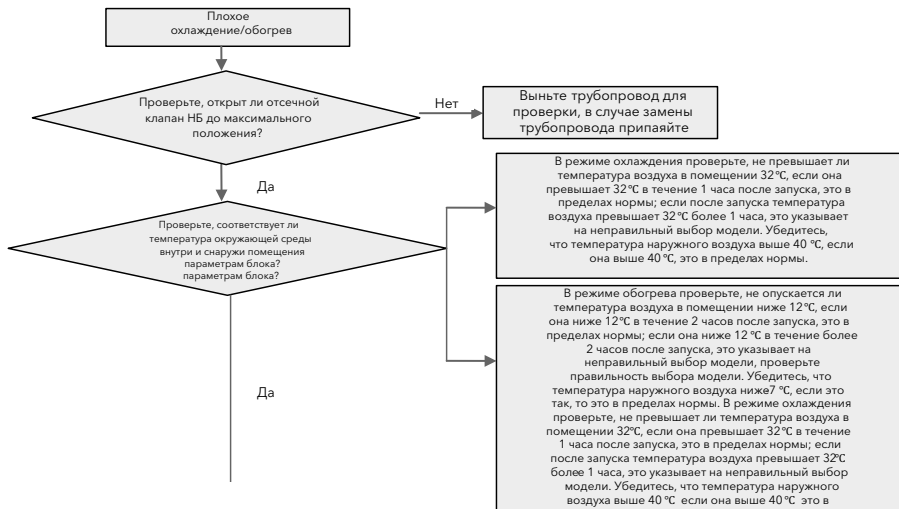 Плохое
охлаждение/обогрев
Проверьте, открыт ли отсечной
клапан НБ до максимального
положения?
Нет
Выньте трубопровод для
проверки, в случае замены
трубопровода припаяйте
Да
Проверьте, соответствует ли
температура окружающей среды
внутри и снаружи помещения
параметрам блока?
параметрам блока?
В режиме охлаждения проверьте, не превышает ли
температура воздуха в помещении 32℃, если она
превышает 32℃ в течение 1 часа после запуска, это в
пределах нормы; если после запуска температура
воздуха превышает 32℃ более 1 часа, это указывает
на неправильный выбор модели. Убедитесь,
что температура наружного воздуха выше 40 ℃, если
она выше 40℃, это в пределах нормы.
Да
В режиме обогрева проверьте, не опускается ли
температура воздуха в помещении ниже 12℃, если
она ниже 12℃ в течение 2 часов после запуска, это в
пределах нормы; если она ниже 12 ℃ в течение более
2 часов после запуска, это указывает на
неправильный выбор модели, проверьте
правильность выбора модели. Убедитесь, что
температура наружного воздуха ниже7 ℃, если это
так, то это в пределах нормы. В режиме охлаждения
проверьте, не превышает ли температура воздуха в
помещении 32℃, если она превышает 32℃ в течение
1 часа после запуска, это в пределах нормы; если
после запуска температура воздуха превышает 32℃
более 1 часа, это указывает на неправильный выбор
модели. Убедитесь, что температура наружного
воздуха выше 40℃ если она выше 40℃ это в